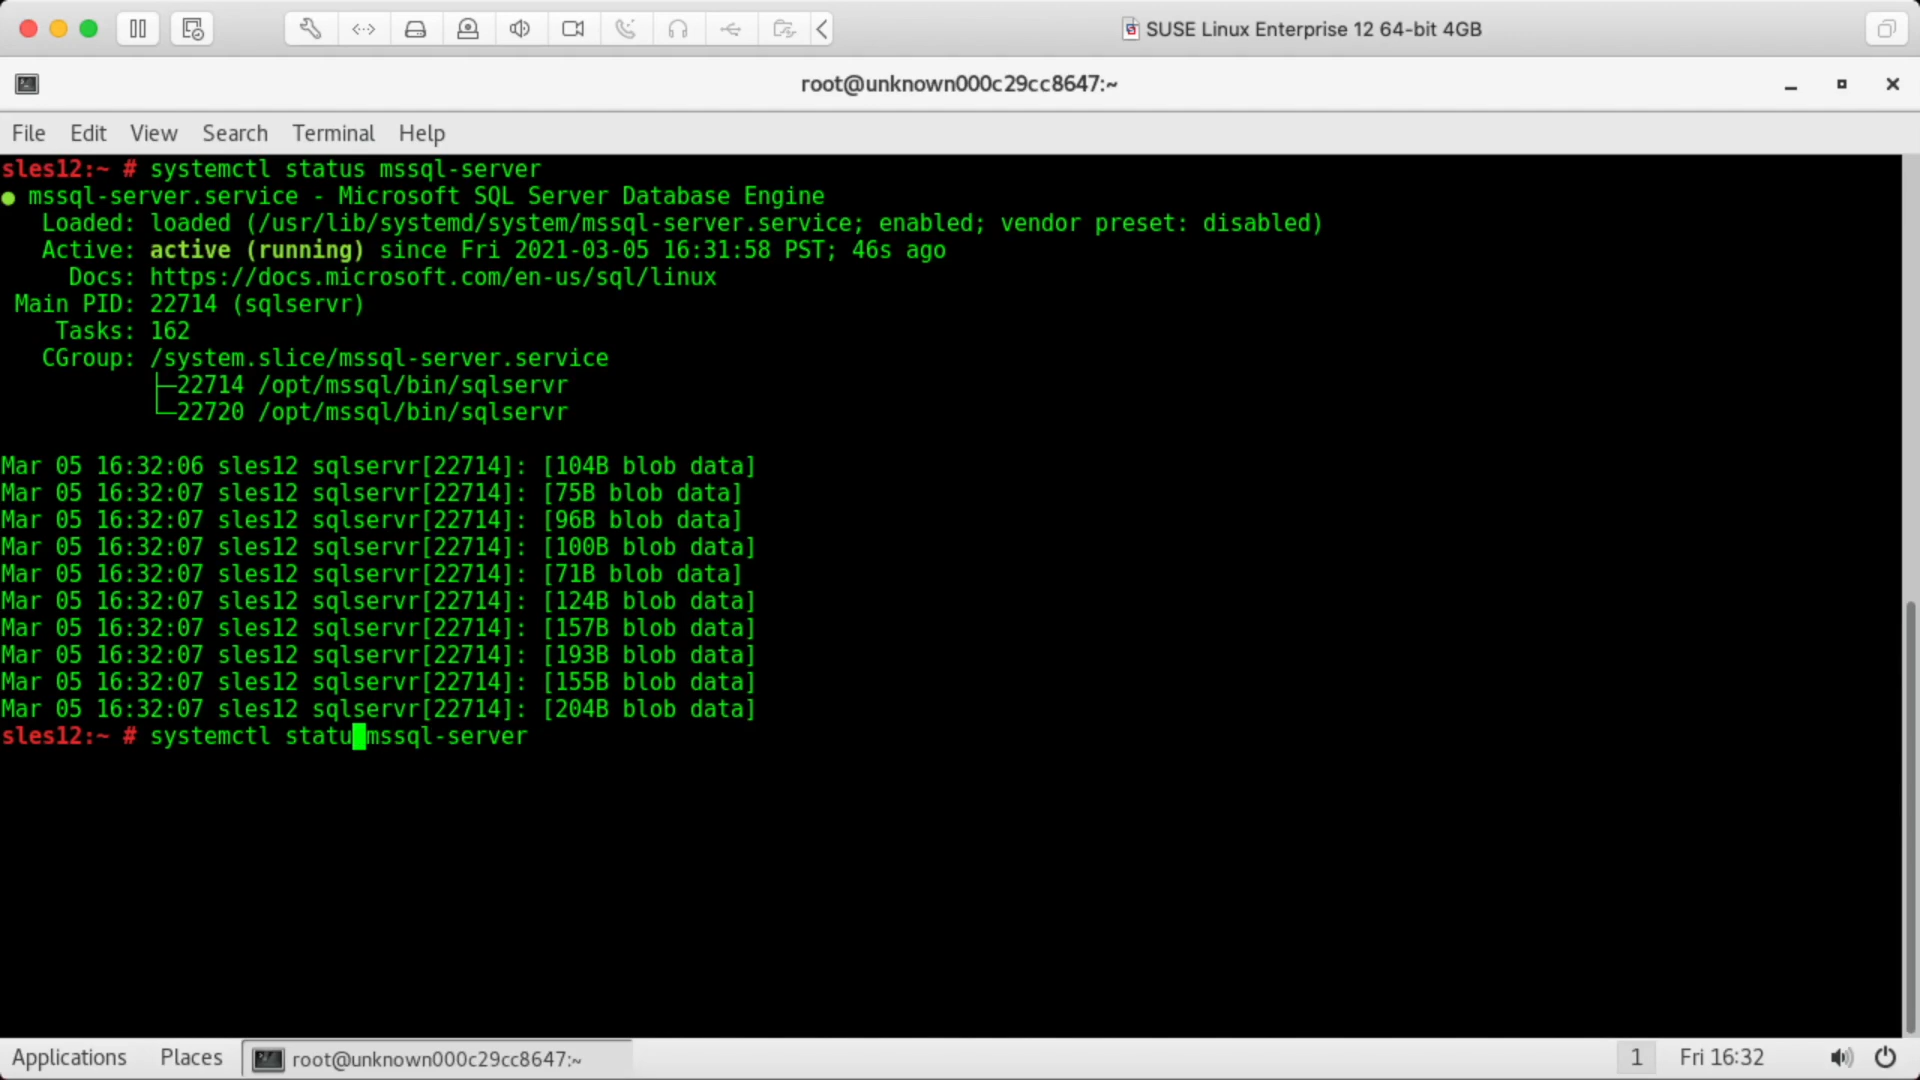 SUSE Linux Enterprise 12 64-bit 4GB
root@unknown000c29cc8647:~
File Edit View Search Terminal Help
sles12:~ # systemctl status mssql-server
● mssql-server.service - Microsoft SQL Server Database Engine
   Loaded: loaded (/usr/lib/systemd/system/mssql-server.service; enabled; vendor preset: disabled)
   Active: active (running) since Fri 2021-03-05 16:31:58 PST; 46s ago
     Docs: https://docs.microsoft.com/en-us/sql/linux
 Main PID: 22714 (sqlservr)
    Tasks: 162
   CGroup: /system.slice/mssql-server.service
           ├─22714 /opt/mssql/bin/sqlservr
           └─22720 /opt/mssql/bin/sqlservr
Mar 05 16:32:06 sles12 sqlservr[22714]: [104B blob data]
Mar 05 16:32:07 sles12 sqlservr[22714]: [75B blob data]
Mar 05 16:32:07 sles12 sqlservr[22714]: [96B blob data]
Mar 05 16:32:07 sles12 sqlservr[22714]: [100B blob data]
Mar 05 16:32:07 sles12 sqlservr[22714]: [71B blob data]
Mar 05 16:32:07 sles12 sqlservr[22714]: [124B blob data]
Mar 05 16:32:07 sles12 sqlservr[22714]: [157B blob data]
Mar 05 16:32:07 sles12 sqlservr[22714]: [193B blob data]
Mar 05 16:32:07 sles12 sqlservr[22714]: [155B blob data]
Mar 05 16:32:07 sles12 sqlservr[22714]: [204B blob data]
sles12:~ # systemctl statu mssql-server
Applications Places root@unknown000c29cc8647:~ 1 Fri 16:32